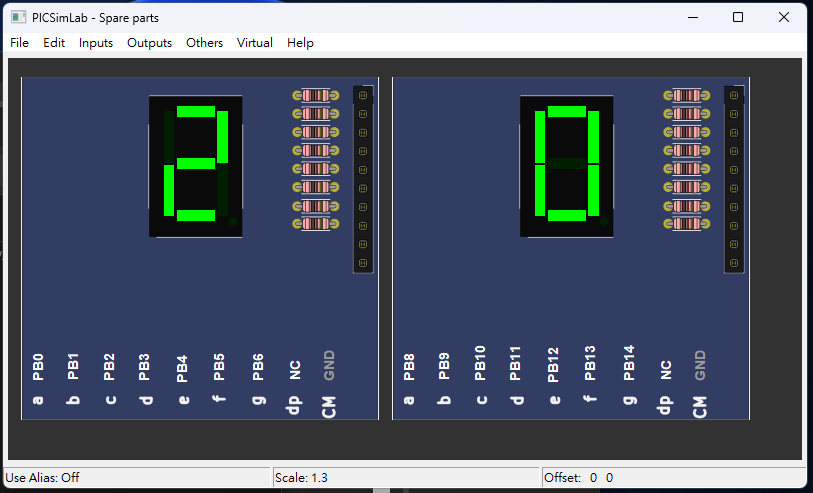 PICSimLab - Spare parts
File Edit Inputs Outputs Others Virtual Help
2 0
PB0 PB1 PB2 PB3 PB4 PB5 PB6 NC GND
a b c d e f g dp CM
PB8 PB9 PB10 PB11 PB12 PB13 PB14 NC GND
a b c d e f g dp CM
Use Alias: Off Scale: 1.3 Offset: 0 0